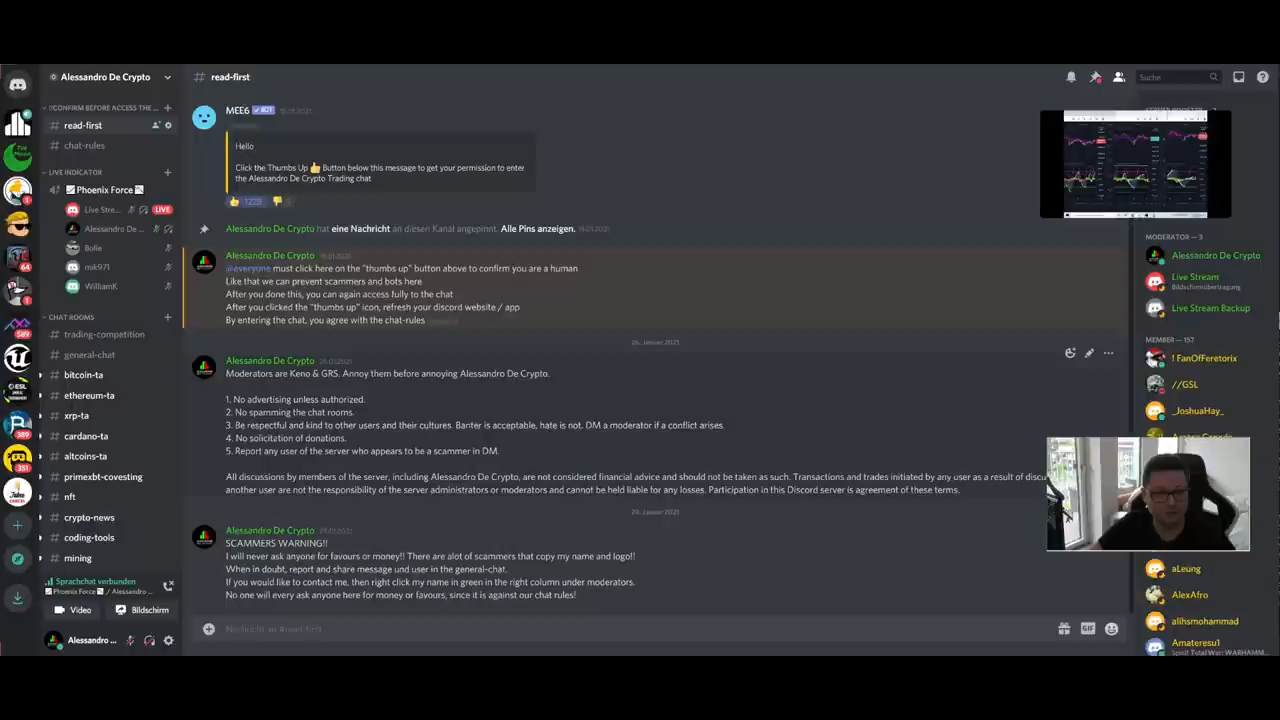 Alessandro De Crypto
!!CONFIRM BEFORE ACCESS THE ...
read-first
chat-rules
LIVE INDICATOR
Phoenix Force
Live Stre...
LIVE
Alessandro De ...
Bolie
mik971
WilliamK
CHAT ROOMS
trading-competition
general-chat
bitcoin-ta
ethereum-ta
xrp-ta
cardano-ta
altcoins-ta
primexbt-covesting
nft
crypto-news
coding-tools
mining
Sprachchat verbunden
Phoenix Force / Alessandro ...
Video
Bildschirm
Alessandro ...
# read-first
Suche
MEE6 BOT
Hello
Click the Thumbs Up 👍 Button below this message to get your permission to enter
the Alessandro De Crypto Trading chat
Alessandro De Crypto hat eine Nachricht an diesen Kanal angepinnt. Alle Pins anzeigen.
Alessandro De Crypto
@everyone must click here on the "thumbs up" button above to confirm you are a human
Like that we can prevent scammers and bots here
After you done this, you can again access fully to the chat
After you clicked the "thumbs up" icon, refresh your discord website / app
By entering the chat, you agree with the chat-rules
26. Januar 2021
Alessandro De Crypto 26.01.2021
Moderators are Keno & GRS. Annoy them before annoying Alessandro De Crypto.
1. No advertising unless authorized.
2. No spamming the chat rooms.
3. Be respectful and kind to other users and their cultures. Banter is acceptable, hate is not. DM a moderator if a conflict arises.
4. No solicitation of donations.
5. Report any user of the server who appears to be a scammer in DM.
All discussions by members of the server, including Alessandro De Crypto, are not considered financial advice and should not be taken as such. Transactions and trades initiated by any user as a result of
another user are not the responsibility of the server administrators or moderators and cannot be held liable for any losses. Participation in this Discord server is agreement of these terms.
29. Januar 2021
Alessandro De Crypto 29.01.2021
SCAMMERS WARNING!!
I will never ask anyone for favours or money!! There are alot of scammers that copy my name and logo!!
When in doubt, report and share message und user in the general-chat.
If you would like to contact me, then right click my name in green in the right column under moderators.
No one will every ask anyone here for money or favours, since it is against our chat rules!
Nachricht an #read-first
GIF
MODERATOR — 3
Alessandro De Crypto
Live Stream
Bildschirmübertragung
Live Stream Backup
MEMBER — 157
! FanOfFeretorix
//GSL
_JoshuaHay_
aLeung
AlexAfro
alihsmohammad
Amateresu1
Spielt Total War: WARHAMM...